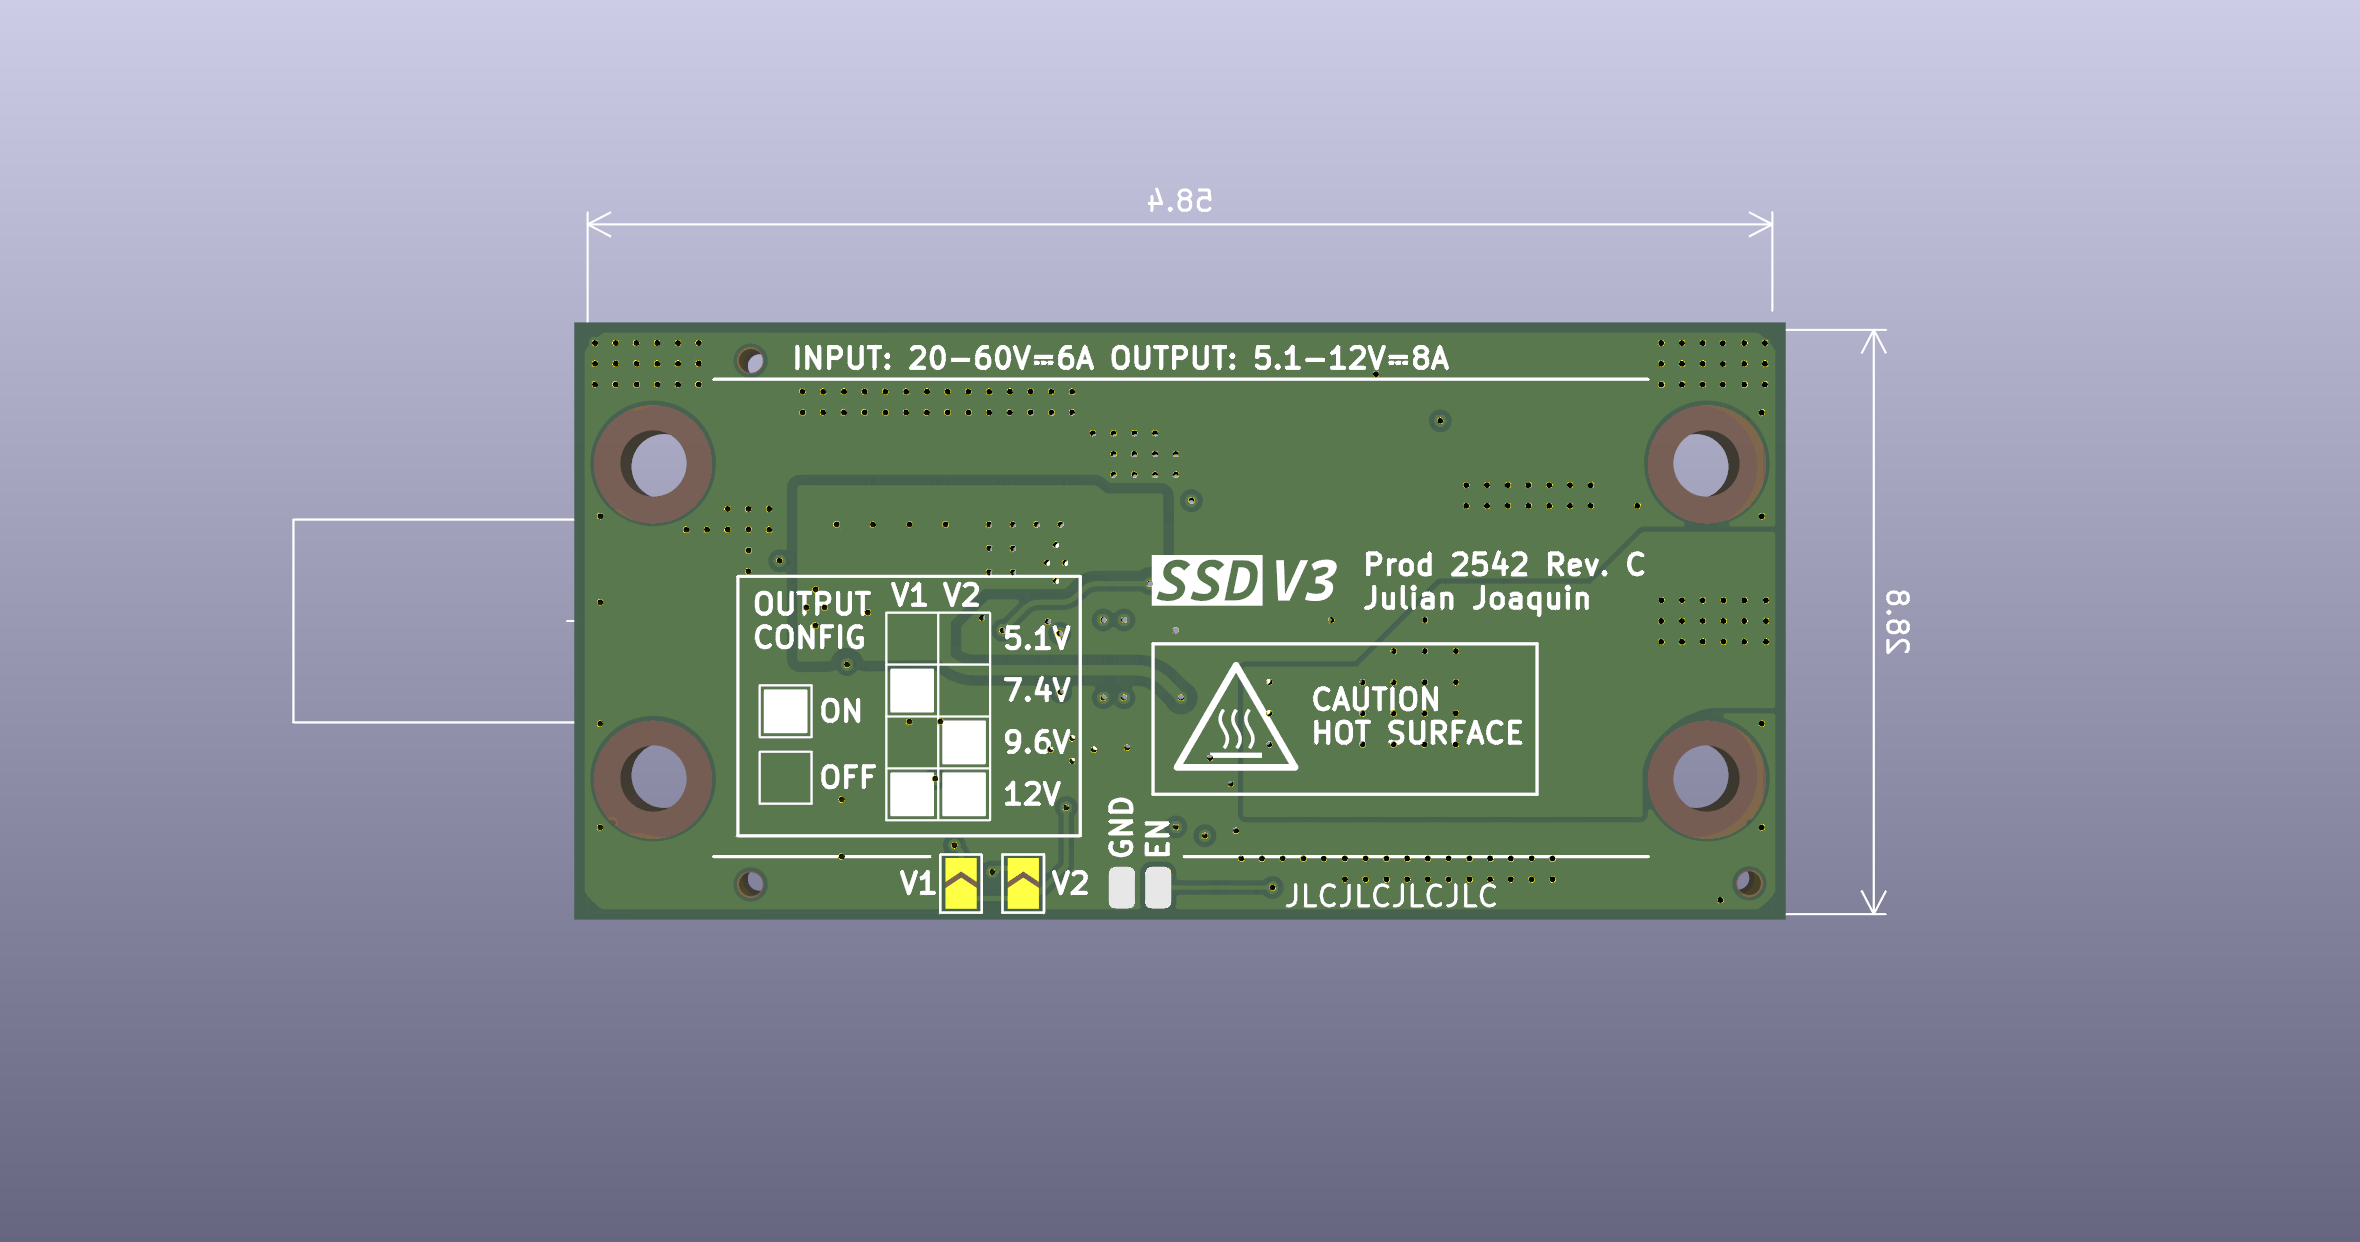 58.4
INPUT: 20-60V⎓6A OUTPUT: 5.1-12V⎓8A
SSD V3
Prod 2542 Rev. C
Julian Joaquin
28.8
OUTPUT
CONFIG
V1 V2
5.1V
7.4V
9.6V
12V
ON
OFF
CAUTION
HOT SURFACE
GND
EN
V1
V2
JLCJLCJLCJLC